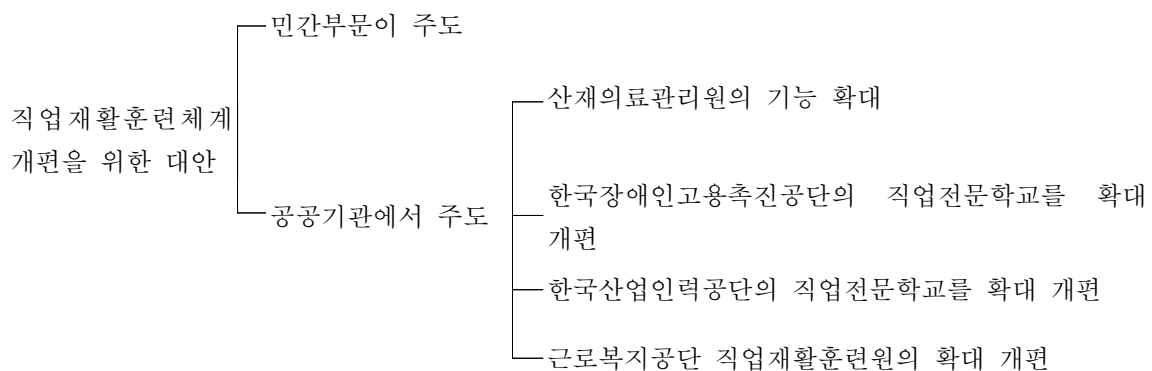 민간부문이 주도
직업재활훈련체계
개편을 위한 대안
공공기관에서 주도
산재의료관리원의 기능 확대
한국장애인고용촉진공단의 직업전문학교를 확대
개편
한국산업인력공단의 직업전문학교를 확대 개편
근로복지공단 직업재활훈련원의 확대 개편